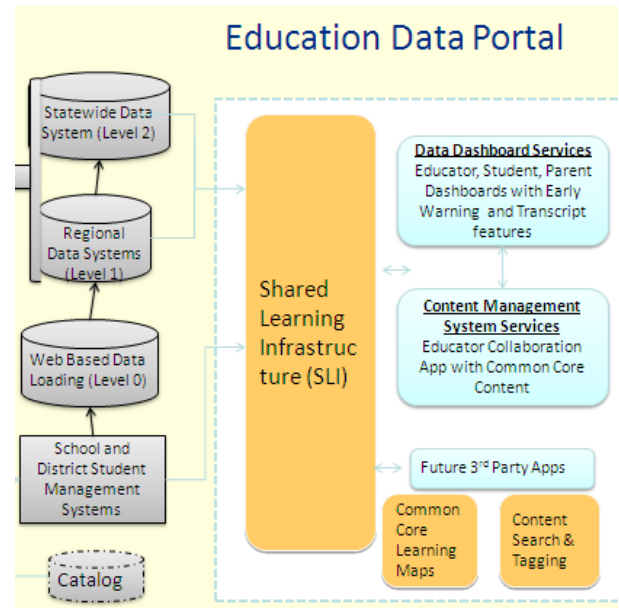 Education Data Portal
Statewide Data
System (Level 2)
Regional
Data Systems
(Level 1)
Web Based Data
Loading (Level 0)
School and
District Student
Management
Systems
Catalog
Shared
Learning
Infrastruc
ture (SLI)
Data Dashboard Services
Educator, Student, Parent
Dashboards with Early
Warning and Transcript
features
Content Management
System Services
Educator Collaboration
App with Common Core
Content
Future 3rd Party Apps
Common
Core
Learning
Maps
Content
Search &
Tagging